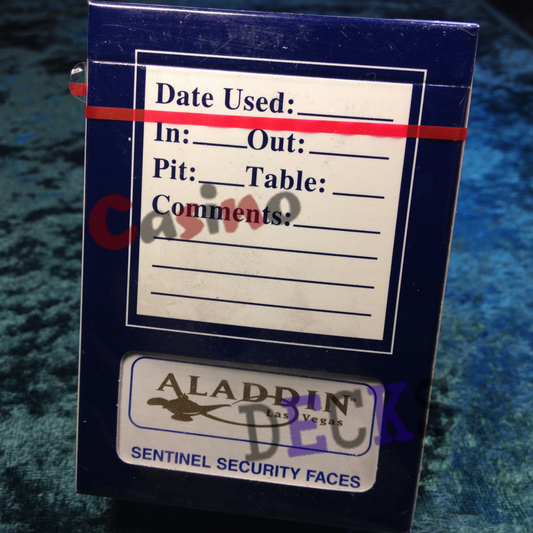 Date Used:
In: Out:
Pit: Table:
Comments:
Casino
ALADDIN
Las Vegas
DECKS
SENTINEL SECURITY FACES